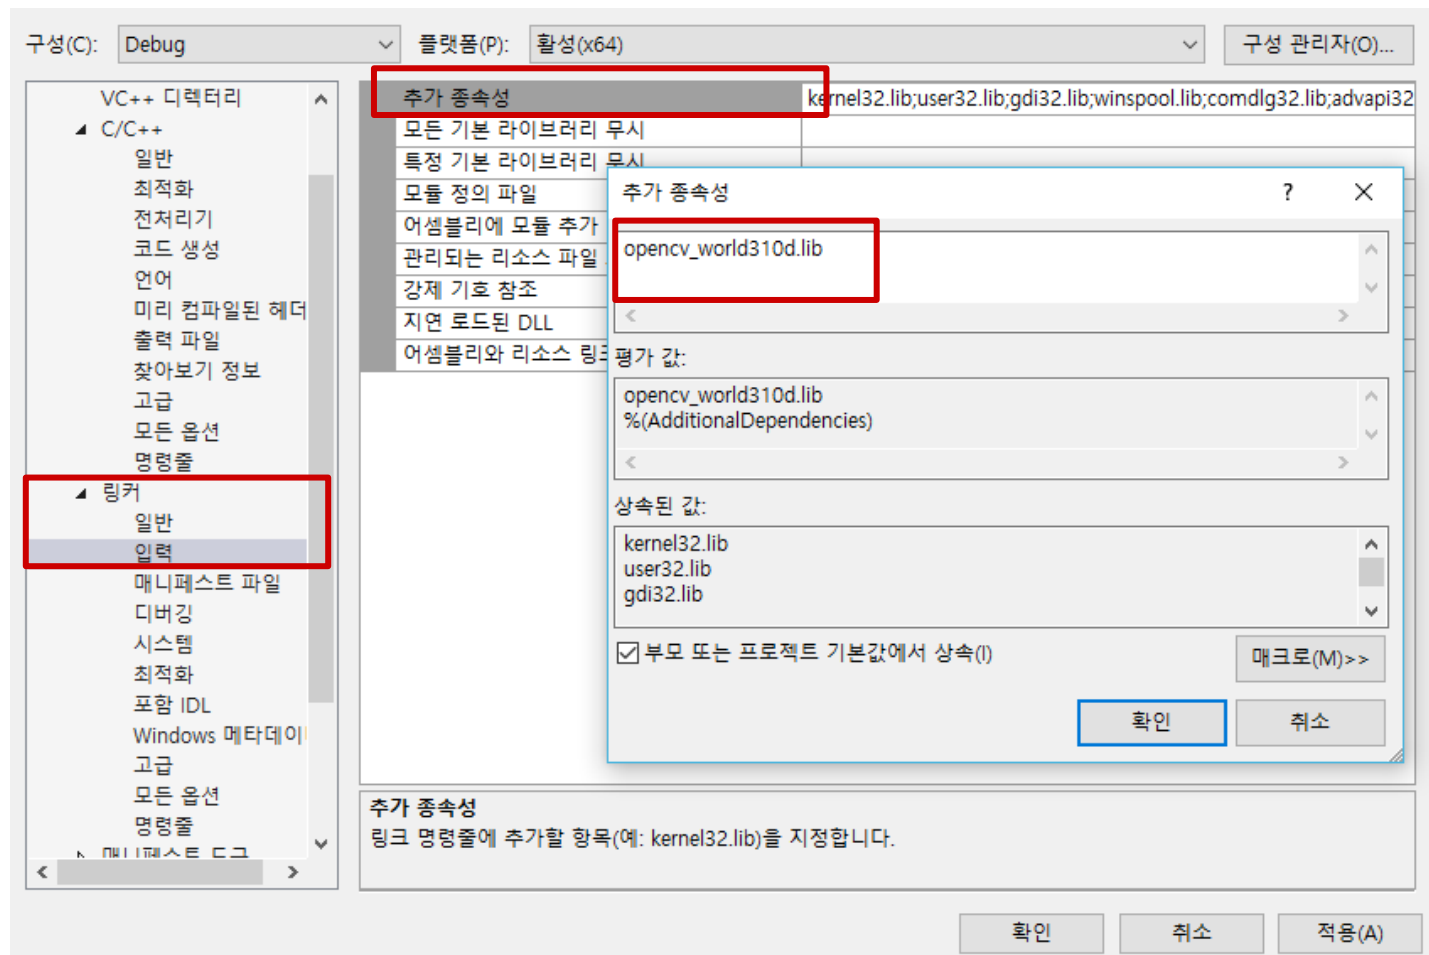 구성(C): Debug 플랫폼(P): 활성(x64) 구성 관리자(O)...
VC++ 디렉터리
C/C++
일반
최적화
전처리기
코드 생성
언어
미리 컴파일된 헤더
출력 파일
찾아보기 정보
고급
모든 옵션
명령줄
링커
일반
입력
매니페스트 파일
디버깅
시스템
최적화
포함 IDL
Windows 메타데이
고급
모든 옵션
명령줄
매니페스트 도구
추가 종속성 kernel32.lib;user32.lib;gdi32.lib;winspool.lib;comdlg32.lib;advapi32
모든 기본 라이브러리 무시
특정 기본 라이브러리 무시
모듈 정의 파일
어셈블리에 모듈 추가
관리되는 리소스 파일
강제 기호 참조
지연 로드된 DLL
어셈블리와 리소스 링크
추가 종속성 ?
opencv_world310d.lib
평가 값:
opencv_world310d.lib
%(AdditionalDependencies)
상속된 값:
kernel32.lib
user32.lib
gdi32.lib
부모 또는 프로젝트 기본값에서 상속(I)
매크로(M)>>
확인 취소
추가 종속성
링크 명령줄에 추가할 항목(예: kernel32.lib)을 지정합니다.
확인 취소 적용(A)